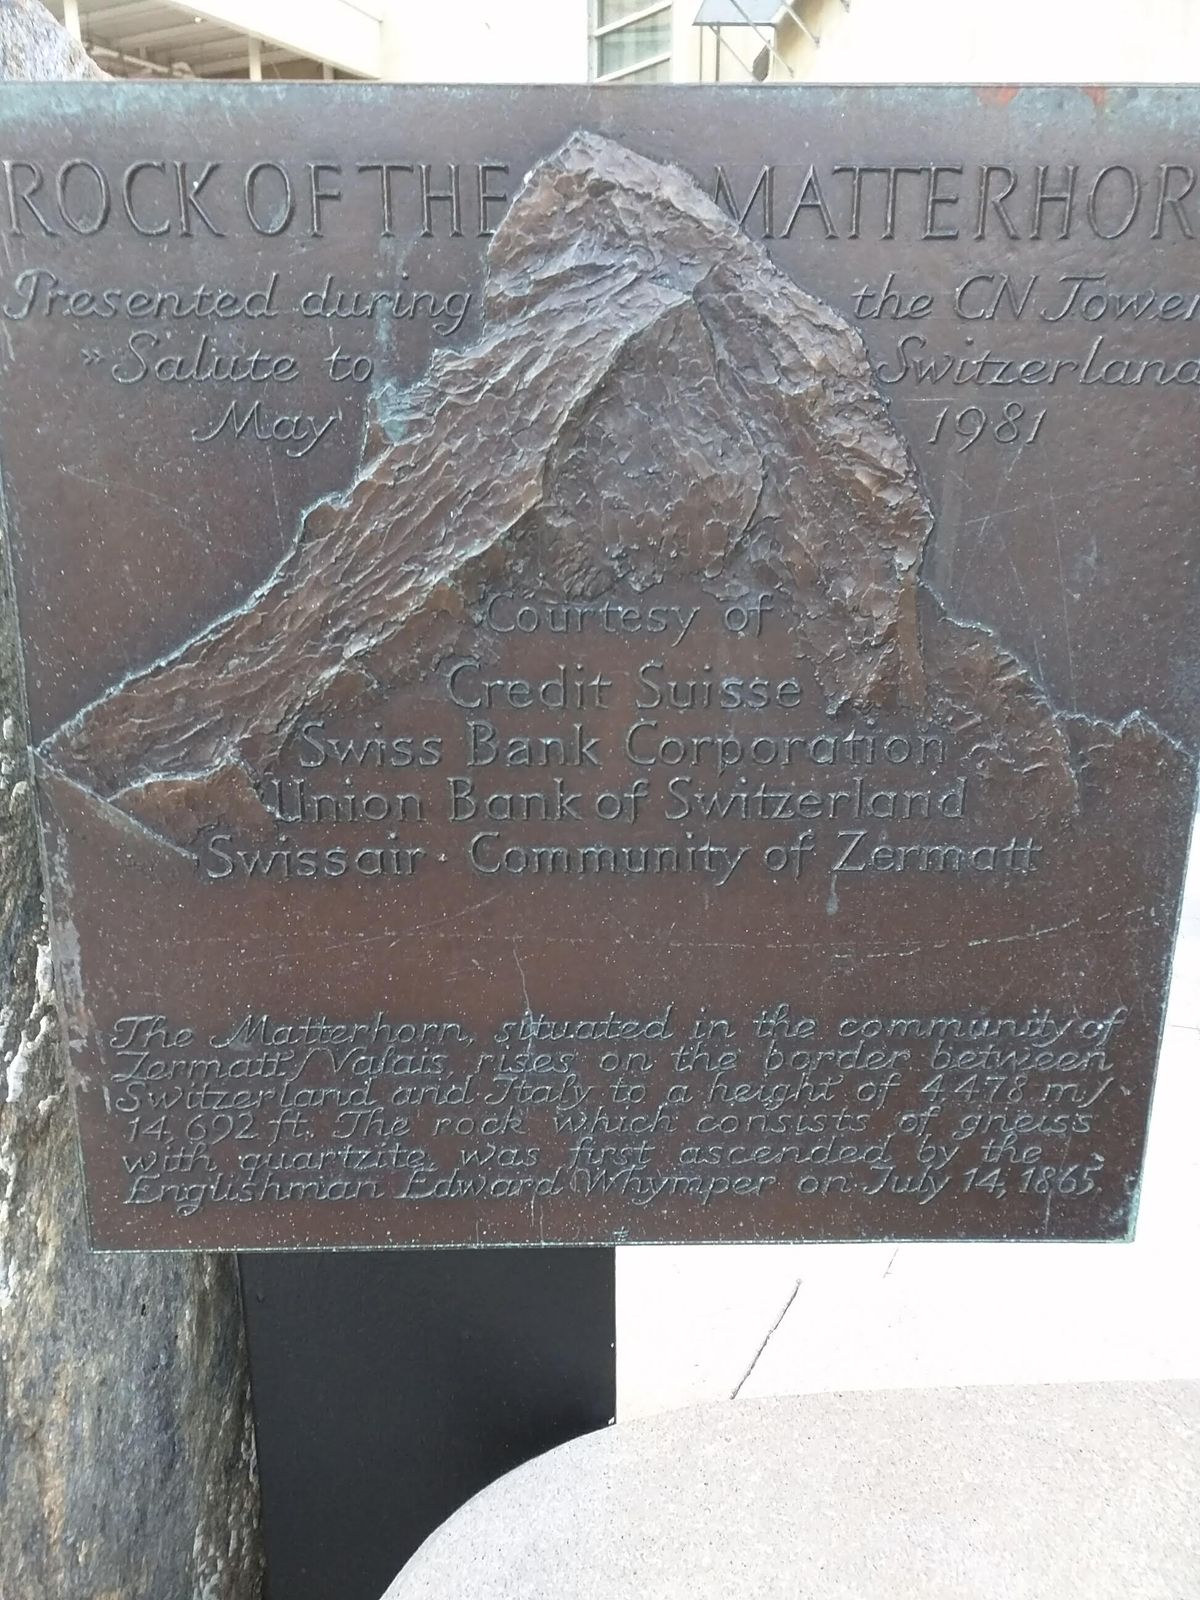 ROCK OF THE MATTERHOR
Presented during the CN Tower
"Salute to Switzerland
May 1981
Courtesy of
Credit Suisse
Swiss Bank Corporation
Union Bank of Switzerland
Swissair · Community of Zermatt
The Matterhorn, situated in the community of
Zermatt/Valais, rises on the border between
Switzerland and Italy to a height of 4478 m/
14,692 ft. The rock which consists of gneiss
with quartzite, was first ascended by the
Englishman Edward Whymper on July 14, 1865.